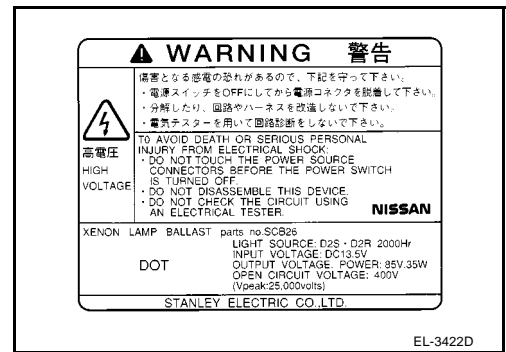 WARNING 警告
傷害となる感電の恐れがあるので、下記を守って下さい。
・電源スイッチをOFFにしてから電源コネクタを脱着して下さい。
・分解したり、回路やハーネスを改造しないで下さい。
・電気テスターを用いて回路診断をしないで下さい。
高電圧
HIGH
VOLTAGE
TO AVOID DEATH OR SERIOUS PERSONAL
INJURY FROM ELECTRICAL SHOCK:
・DO NOT TOUCH THE POWER SOURCE
CONNECTORS BEFORE THE POWER SWITCH
IS TURNED OFF.
・DO NOT DISASSEMBLE THIS DEVICE.
・DO NOT CHECK THE CIRCUIT USING
AN ELECTRICAL TESTER.
NISSAN
XENON LAMP BALLAST parts no.SCB26
DOT
LIGHT SOURCE: D2S・D2R 2000Hr
INPUT VOLTAGE: DC13.5V
OUTPUT VOLTAGE. POWER: 85V.35W
OPEN CIRCUIT VOLTAGE: 400V
(Vpeak:25,000volts)
STANLEY ELECTRIC CO.,LTD.
EL-3422D